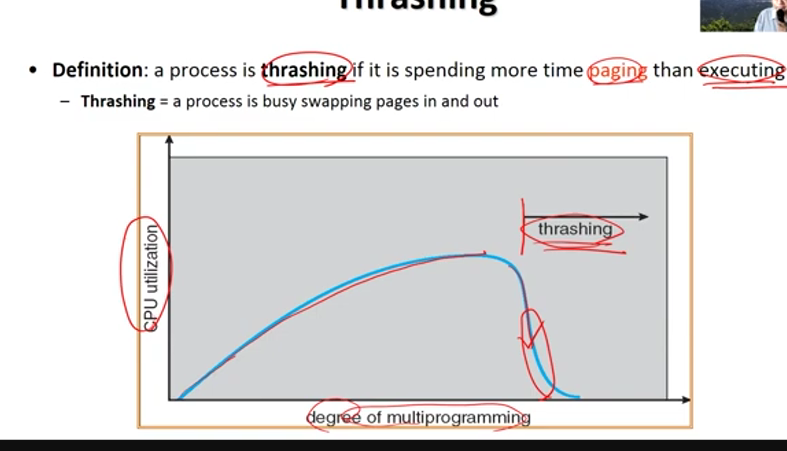 Thrashing
• Definition: a process is thrashing if it is spending more time paging than executing
– Thrashing = a process is busy swapping pages in and out
thrashing
CPU utilization
degree of multiprogramming